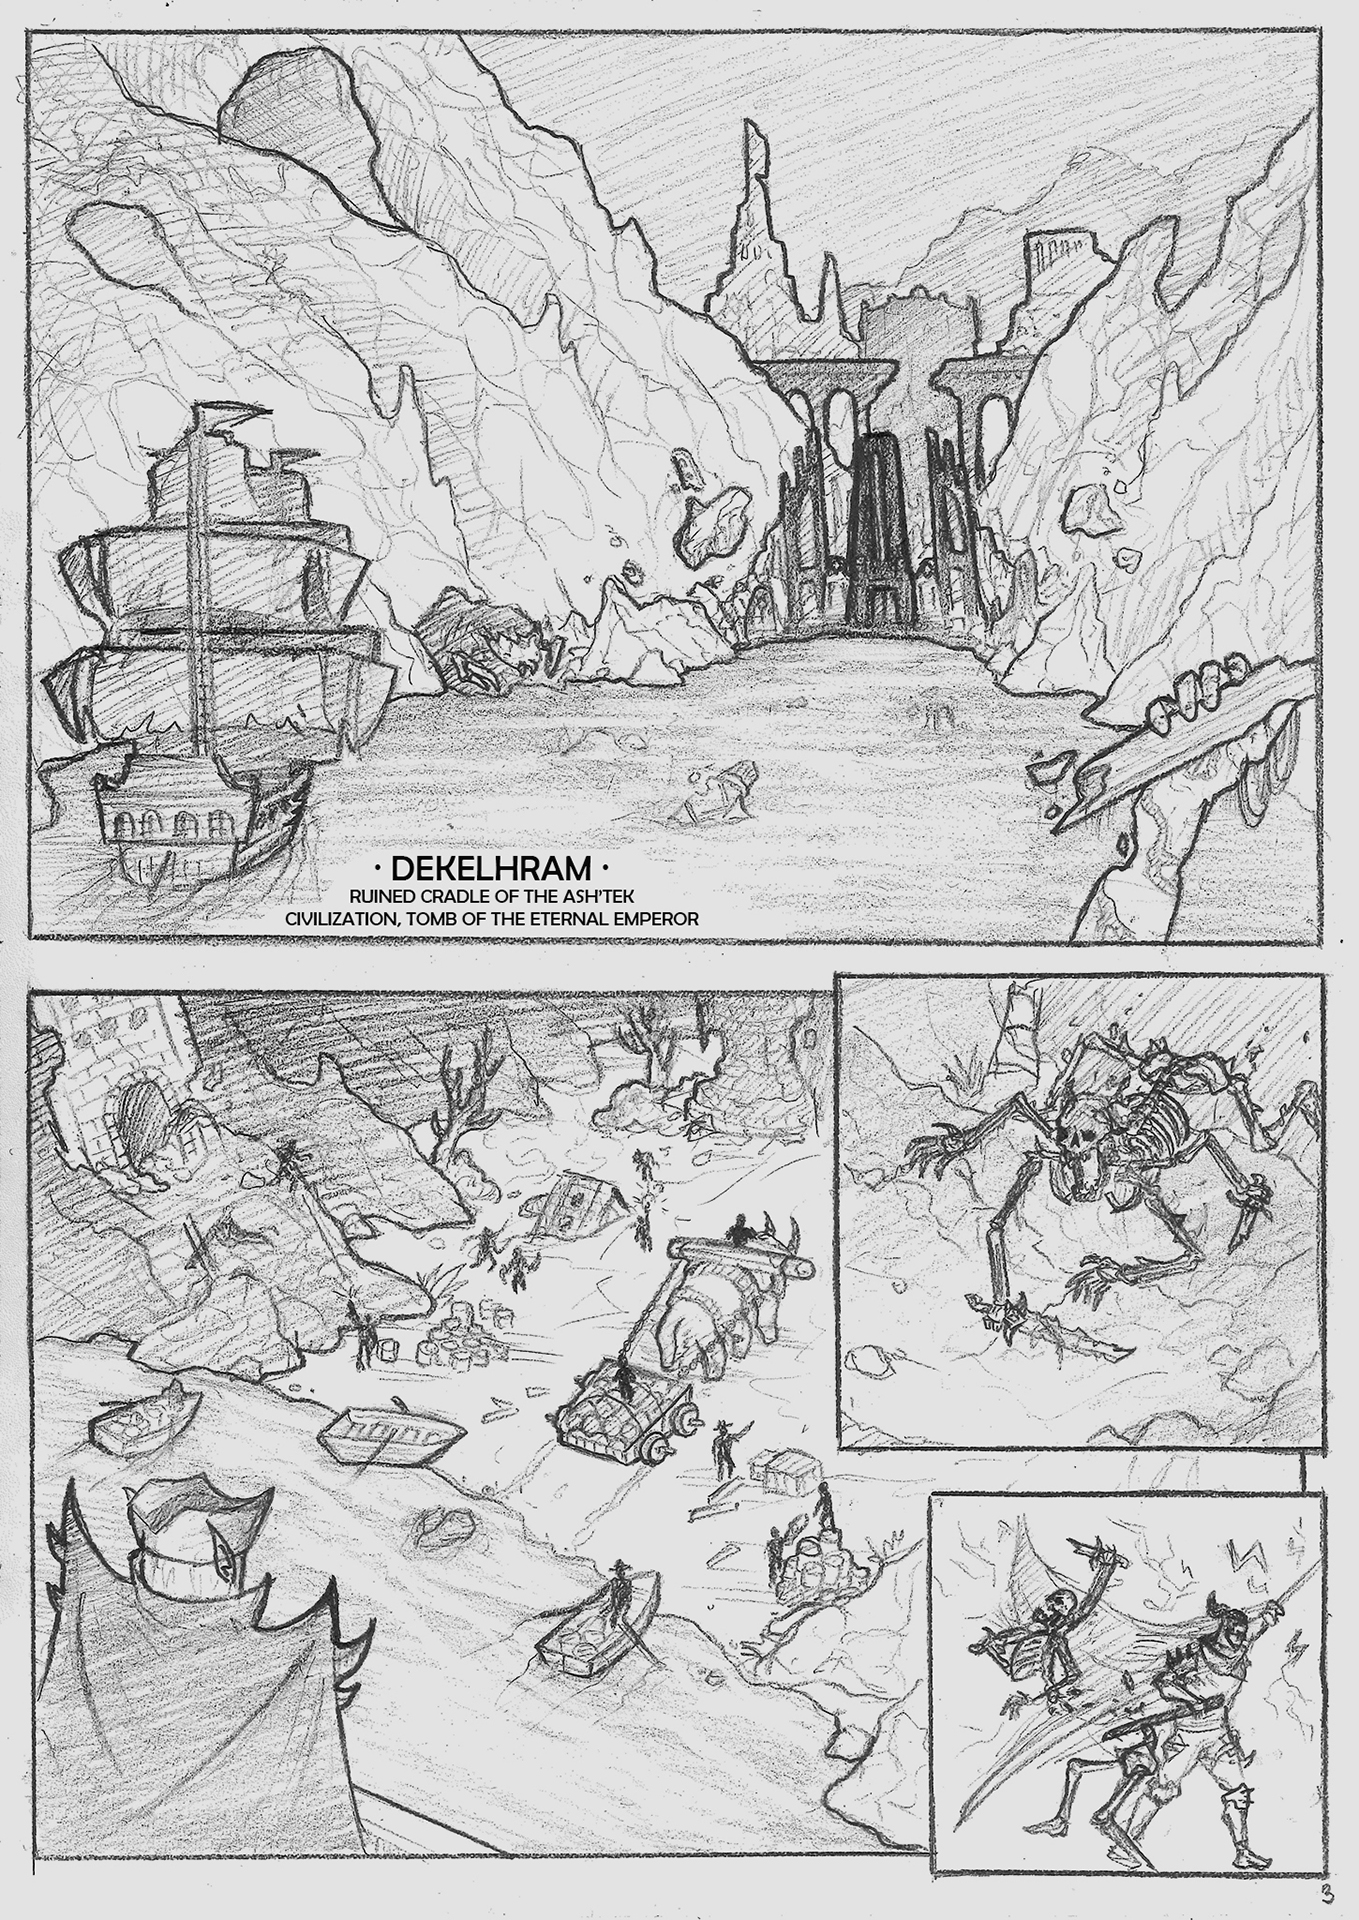 · DEKELHRAM ·
RUINED CRADLE OF THE ASH'TEK
CIVILIZATION, TOMB OF THE ETERNAL EMPEROR
3